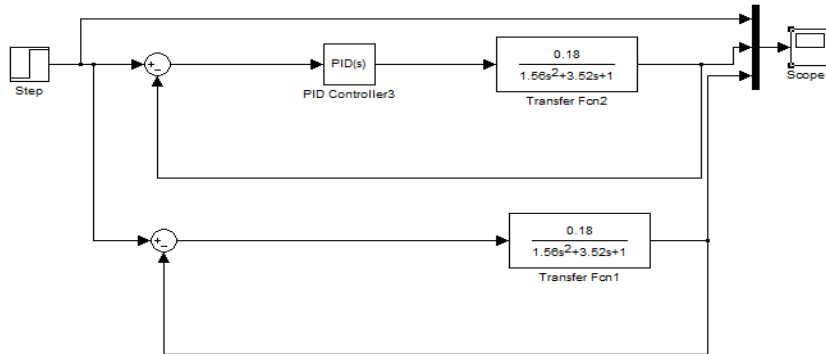 Step
+
−
PID(s)
PID Controller3
0.18
1.56s²+3.52s+1
Transfer Fcn2
Scope
+
−
0.18
1.56s²+3.52s+1
Transfer Fcn1